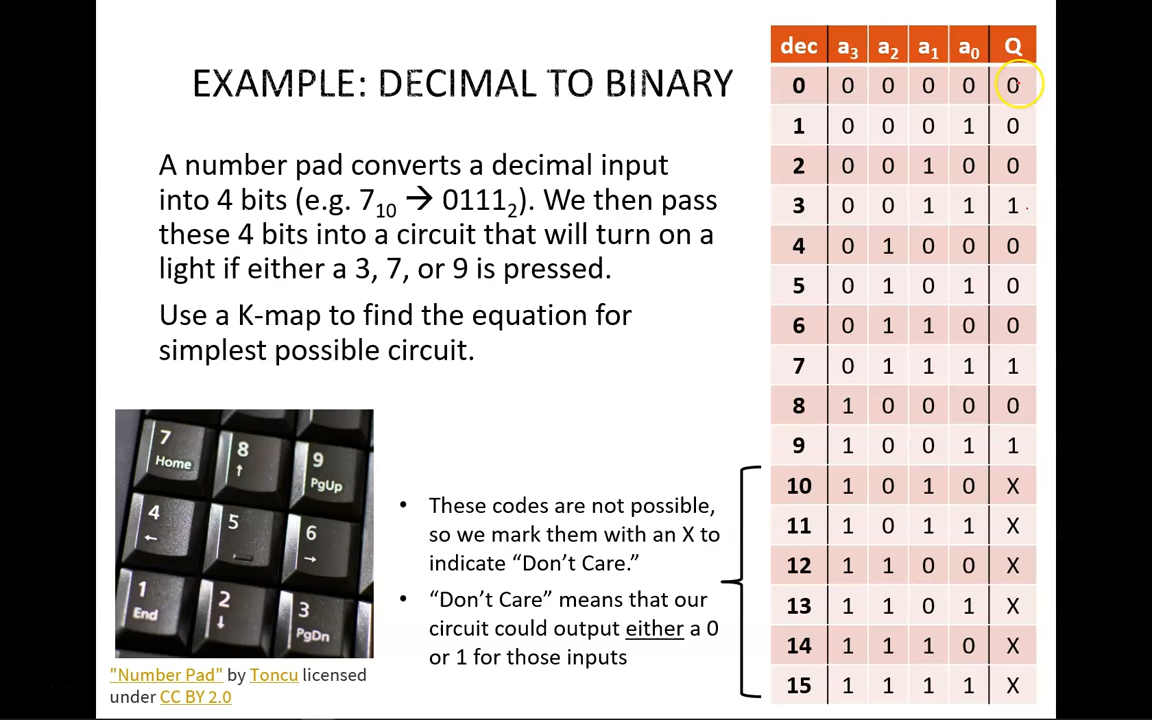 EXAMPLE: DECIMAL TO BINARY
A number pad converts a decimal input
into 4 bits (e.g. 7₁₀ → 0111₂). We then pass
these 4 bits into a circuit that will turn on a
light if either a 3, 7, or 9 is pressed.
Use a K-map to find the equation for
simplest possible circuit.
7 Home
8 ↑
9 PgUp
4 ←
5
6 →
1 End
2 ↓
3 PgDn
"Number Pad" by Toncu licensed
under CC BY 2.0
• These codes are not possible,
so we mark them with an X to
indicate “Don’t Care.”
• “Don’t Care” means that our
circuit could output either a 0
or 1 for those inputs
dec a₃ a₂ a₁ a₀ Q
0 0 0 0 0 0
1 0 0 0 1 0
2 0 0 1 0 0
3 0 0 1 1 1
4 0 1 0 0 0
5 0 1 0 1 0
6 0 1 1 0 0
7 0 1 1 1 1
8 1 0 0 0 0
9 1 0 0 1 1
10 1 0 1 0 X
11 1 0 1 1 X
12 1 1 0 0 X
13 1 1 0 1 X
14 1 1 1 0 X
15 1 1 1 1 X